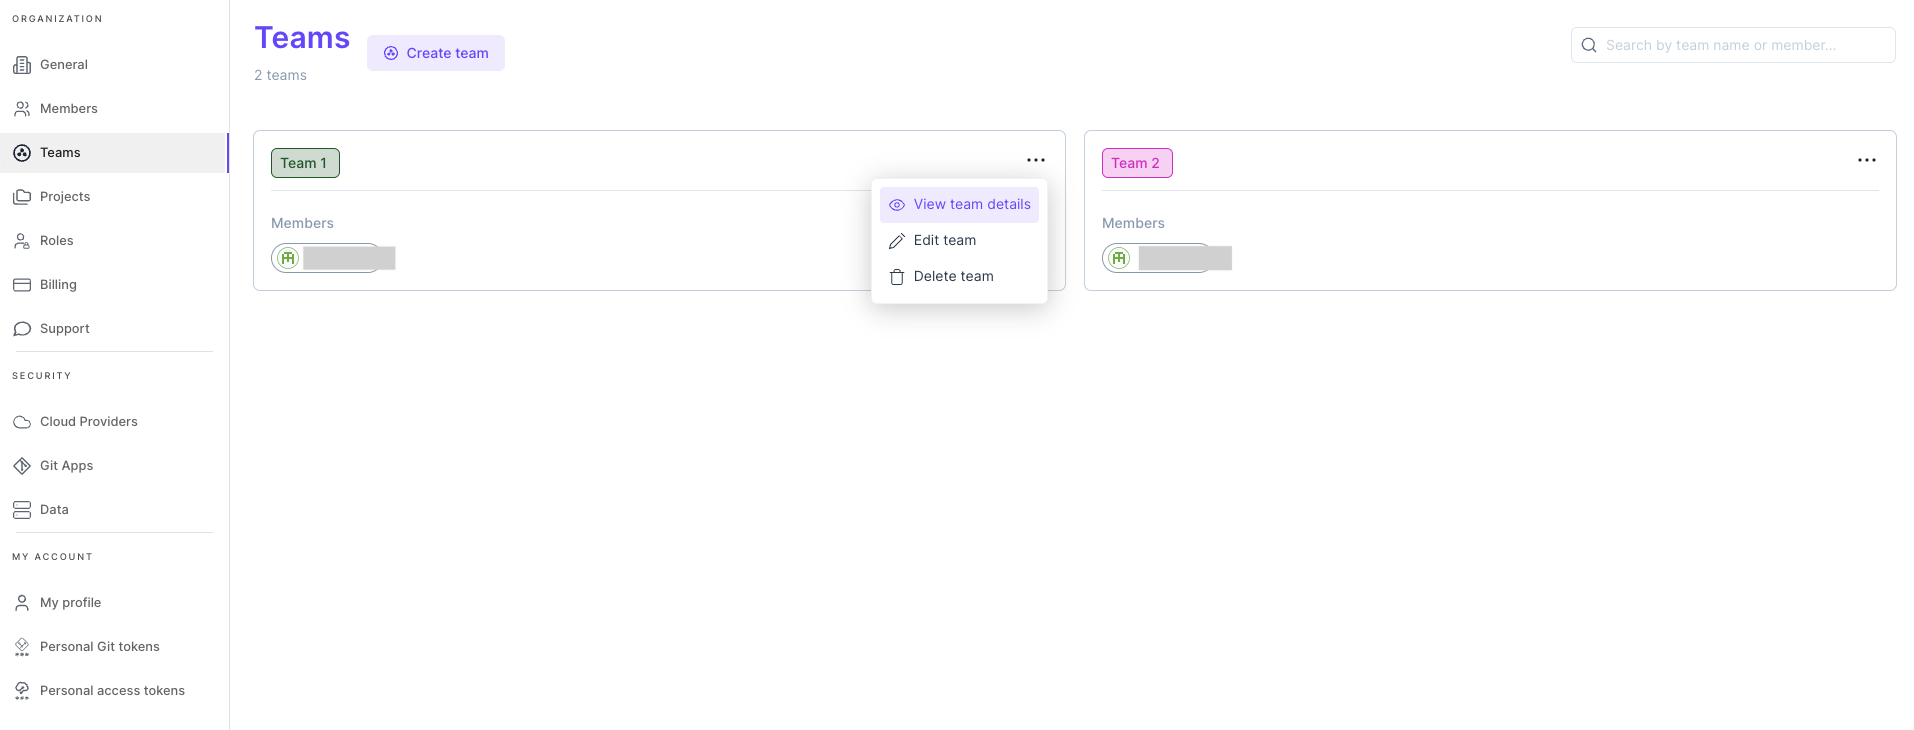 ORGANIZATION
General
Members
Teams
Projects
Roles
Billing
Support
SECURITY
Cloud Providers
Git Apps
Data
MY ACCOUNT
My profile
Personal Git tokens
Personal access tokens
Teams
Create team
2 teams
Search by team name or member...
Team 1
Members
View team details
Edit team
Delete team
Team 2
Members